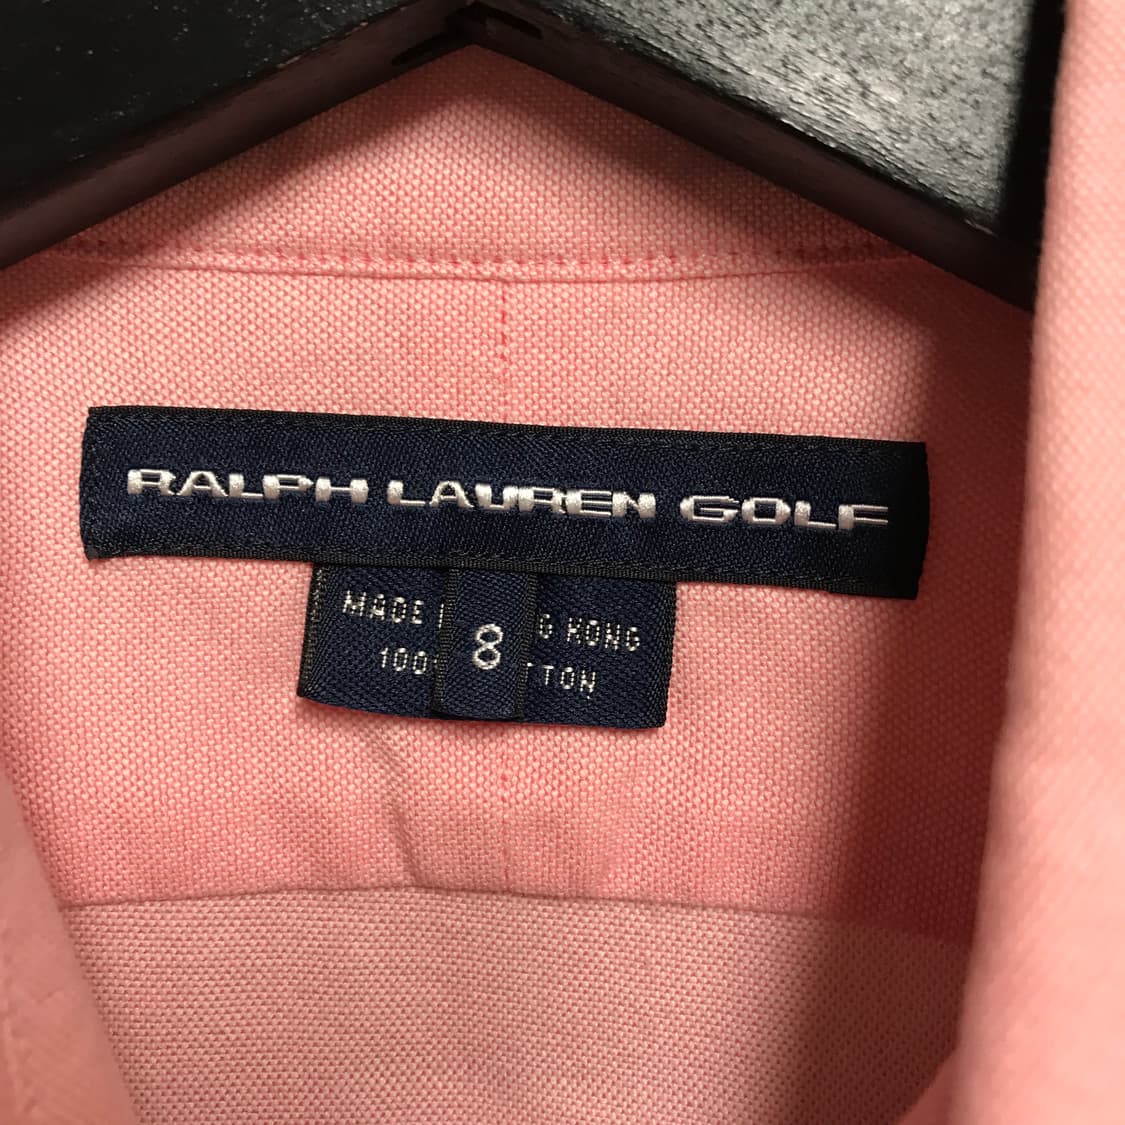 RALPH LAUREN GOLF
MADE G KONG
100 TTON
8